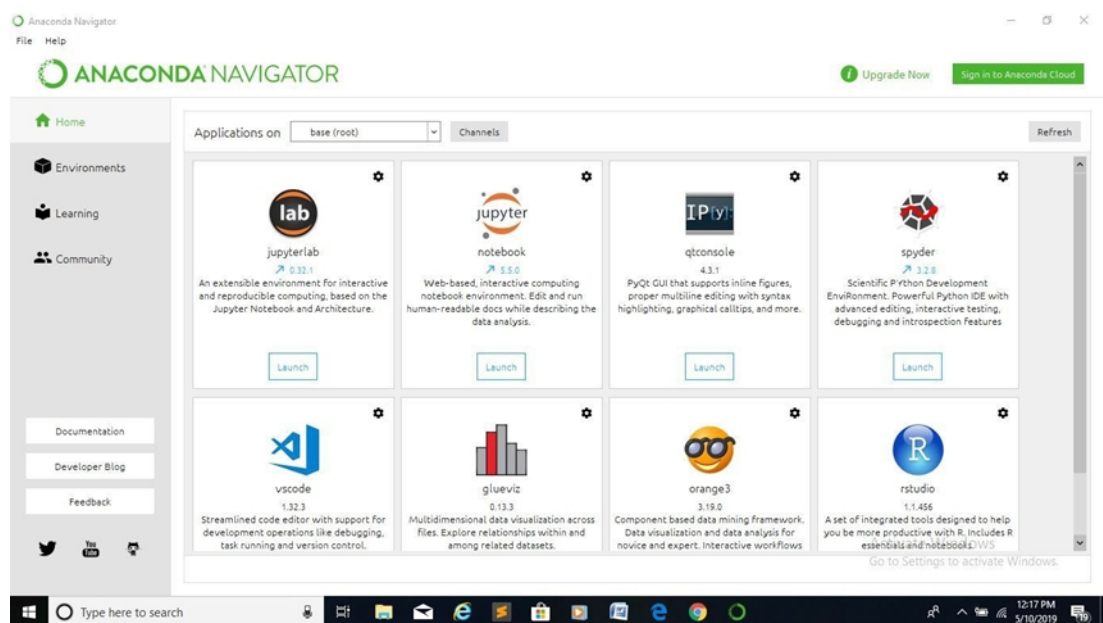 Anaconda Navigator
File Help
ANACONDA NAVIGATOR
Upgrade Now
Sign in to Anaconda Cloud
Home
Environments
Learning
Community
Documentation
Developer Blog
Feedback
You
Tube
Applications on base (root) Channels Refresh
lab
jupyterlab
0.32.1
An extensible environment for interactive
and reproducible computing, based on the
Jupyter Notebook and Architecture.
Launch
jupyter
notebook
5.5.0
Web-based, interactive computing
notebook environment. Edit and run
human-readable docs while describing the
data analysis.
Launch
IP[y]:
qtconsole
4.3.1
PyQt GUI that supports inline figures,
proper multiline editing with syntax
highlighting, graphical calltips, and more.
Launch
spyder
3.2.8
Scientific PYthon Development
EnviRonment. Powerful Python IDE with
advanced editing, interactive testing,
debugging and introspection features
Launch
vscode
1.32.3
Streamlined code editor with support for
development operations like debugging,
task running and version control.
glueviz
0.13.3
Multidimensional data visualization across
files. Explore relationships within and
among related datasets.
orange3
3.19.0
Component based data mining framework.
Data visualization and data analysis for
novice and expert. Interactive workflows
R
rstudio
1.1.456
A set of integrated tools designed to help
you be more productive with R. Includes R
essentials and notebooks.
Activate Windows
Go to Settings to activate Windows.
Type here to search
12:17 PM
5/10/2019
19